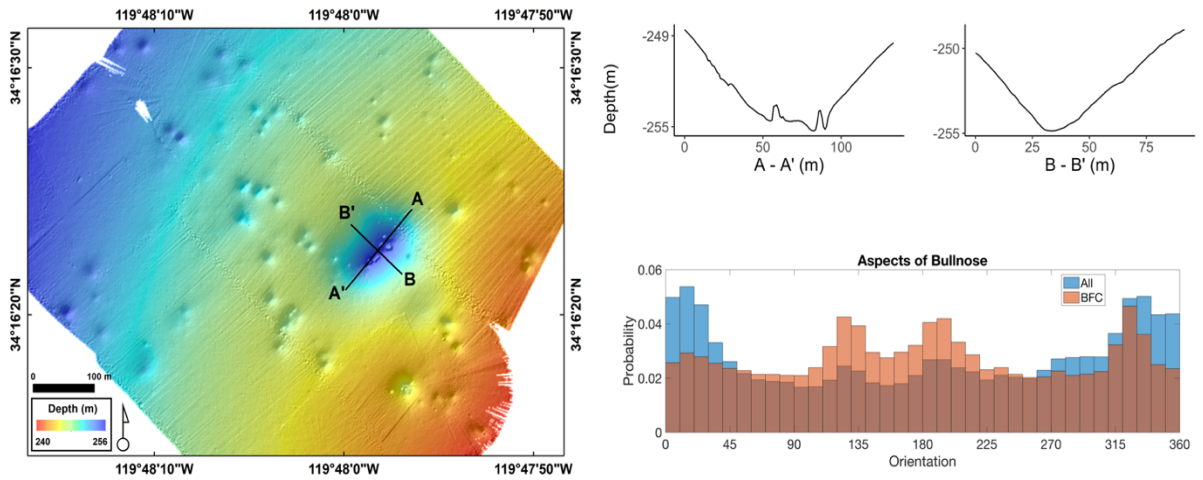 119°48'10"W 119°48'0"W 119°47'50"W
34°16'30"N
34°16'30"N
A
B'
B
A'
34°16'20"N
34°16'20"N
0 100 m
Depth (m)
240 256
119°48'10"W 119°48'0"W 119°47'50"W
Depth(m)
-249
-255
0 50 100
A - A' (m)
-250
-255
0 25 50 75
B - B' (m)
Aspects of Bullnose
Probability
0.06
0.04
0.02
0
All
BFC
0 45 90 135 180 225 270 315 360
Orientation